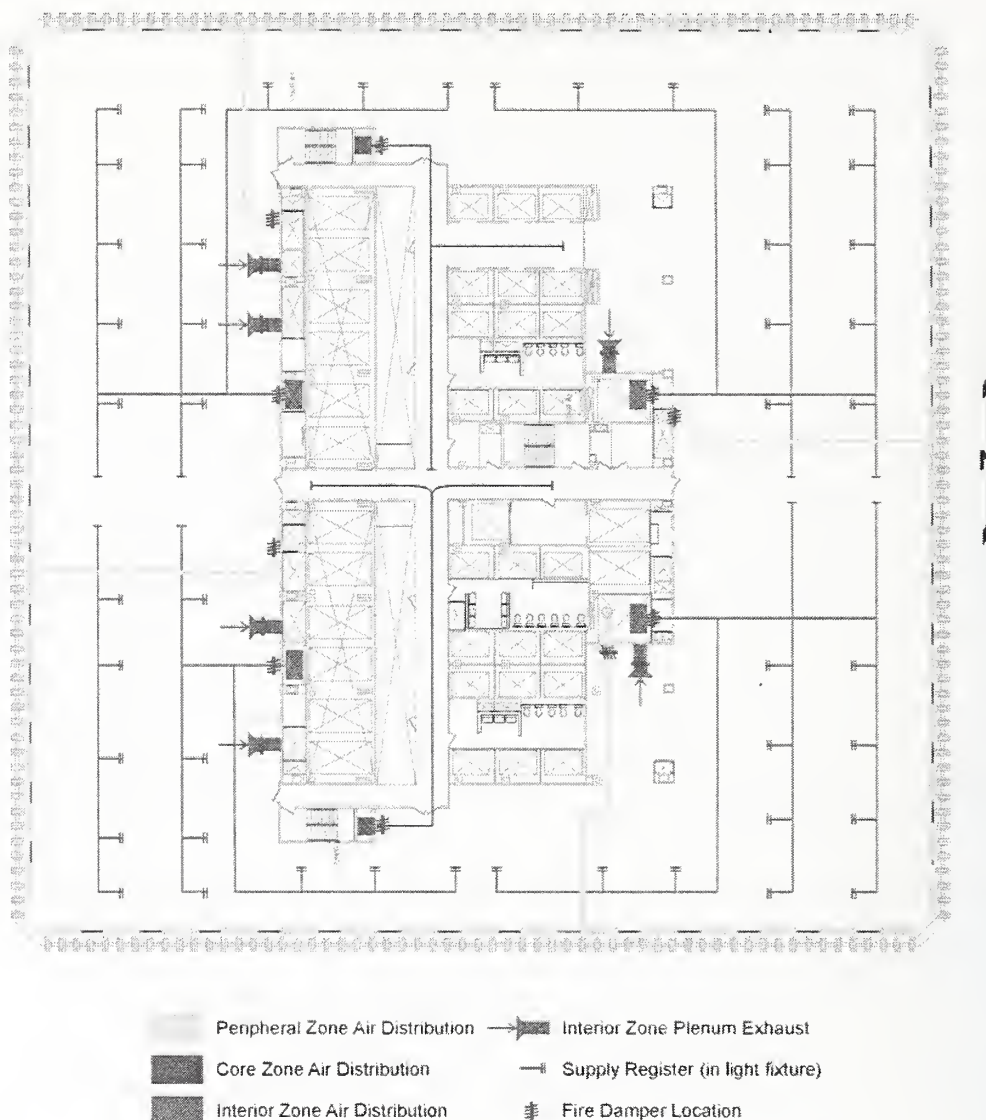 N
Peripheral Zone Air Distribution
Interior Zone Plenum Exhaust
Core Zone Air Distribution
Supply Register (in light fixture)
Interior Zone Air Distribution
Fire Damper Location